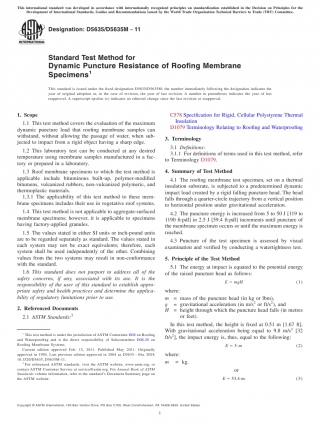 This international standard was developed in accordance with internationally recognized principles on standardization established in the Decision on Principles for the
Development of International Standards, Guides and Recommendations issued by the World Trade Organization Technical Barriers to Trade (TBT) Committee.
Designation: D5635/D5635M − 11
INTERNATIONAL
Standard Test Method for
Dynamic Puncture Resistance of Roofing Membrane
Specimens1
This standard is issued under the fixed designation D5635/D5635M; the number immediately following the designation indicates the
year of original adoption or, in the case of revision, the year of last revision. A number in parentheses indicates the year of last
reapproval. A superscript epsilon (ε) indicates an editorial change since the last revision or reapproval.
1. Scope
1.1 This test method covers the evaluation of the maximum
dynamic puncture load that roofing membrane samples can
withstand, without allowing the passage of water, when sub-
jected to impact from a rigid object having a sharp edge.
1.2 This laboratory test can be conducted at any desired
temperature using membrane samples manufactured in a fac-
tory or prepared in a laboratory.
1.3 Roof membrane specimens to which the test method is
applicable include bituminous built-up, polymer-modified
bitumens, vulcanized rubbers, non-vulcanized polymeric, and
thermoplastic materials.
1.3.1 The applicability of this test method to these mem-
brane specimens includes their use in vegetative roof systems.
1.4 This test method is not applicable to aggregate-surfaced
membrane specimens; however, it is applicable to specimens
having factory-applied granules.
1.5 The values stated in either SI units or inch-pound units
are to be regarded separately as standard. The values stated in
each system may not be exact equivalents; therefore, each
system shall be used independently of the other. Combining
values from the two systems may result in non-conformance
with the standard.
1.6 This standard does not purport to address all of the
safety concerns, if any, associated with its use. It is the
responsibility of the user of this standard to establish appro-
priate safety and health practices and determine the applica-
bility of regulatory limitations prior to use.
2. Referenced Documents
2.1 ASTM Standards:2
1 This test method is under the jurisdiction of ASTM Committee D08 on Roofing
and Waterproofing and is the direct responsibility of Subcommittee D08.20 on
Roofing Membrane Systems.
Current edition approved Feb. 15, 2011. Published May 2011. Originally
approved in 1994. Last previous edition approved in 2004 as D5635 – 04a. DOI:
10.1520/D5635_D5635M-11.
2 For referenced ASTM standards, visit the ASTM website, www.astm.org, or
contact ASTM Customer Service at service@astm.org. For Annual Book of ASTM
Standards volume information, refer to the standard's Document Summary page on
the ASTM website.
C578 Specification for Rigid, Cellular Polystyrene Thermal
Insulation
D1079 Terminology Relating to Roofing and Waterproofing
3. Terminology
3.1 Definitions:
3.1.1 For definitions of terms used in this test method, refer
to Terminology D1079.
4. Summary of Test Method
4.1 The roofing membrane test specimen, set on a thermal
insulation substrate, is subjected to a predetermined dynamic
impact load created by a rigid falling puncture head. The head
falls through a quarter-circle trajectory from a vertical position
to horizontal position under gravitational acceleration.
4.2 The puncture energy is increased from 5 to 50 J [119 to
[1190 ft-pdl] in 2.5 J [59.4 ft-pdl] increments until puncture of
the membrane specimen occurs or until the maximum energy is
reached.
4.3 Puncture of the test specimen is assessed by visual
examination and verified by conducting a watertightness test.
5. Principle of the Test Method
5.1 The energy at impact is equated to the potential energy
of the raised puncture head as follows:
E = mgH (1)
where:
m = mass of the puncture head (in kg or lbm),
g = gravitational accelerations (in m/s2 or ft/s2), and
H = height through which the puncture head falls (in metres
or ft).
In this test method, the height is fixed at 0.51 m [1.67 ft].
With gravitational acceleration being equal to 9.8 m/s2 [32
ft/s2], the impact energy is, thus, equal to the following:
E = 5 m (2)
where:
m = kg.
or
E = 53.6 m (3)
Copyright © ASTM International, 100 Barr Harbor Drive, PO Box C700, West Conshohocken, PA 19428-2959. United States
1